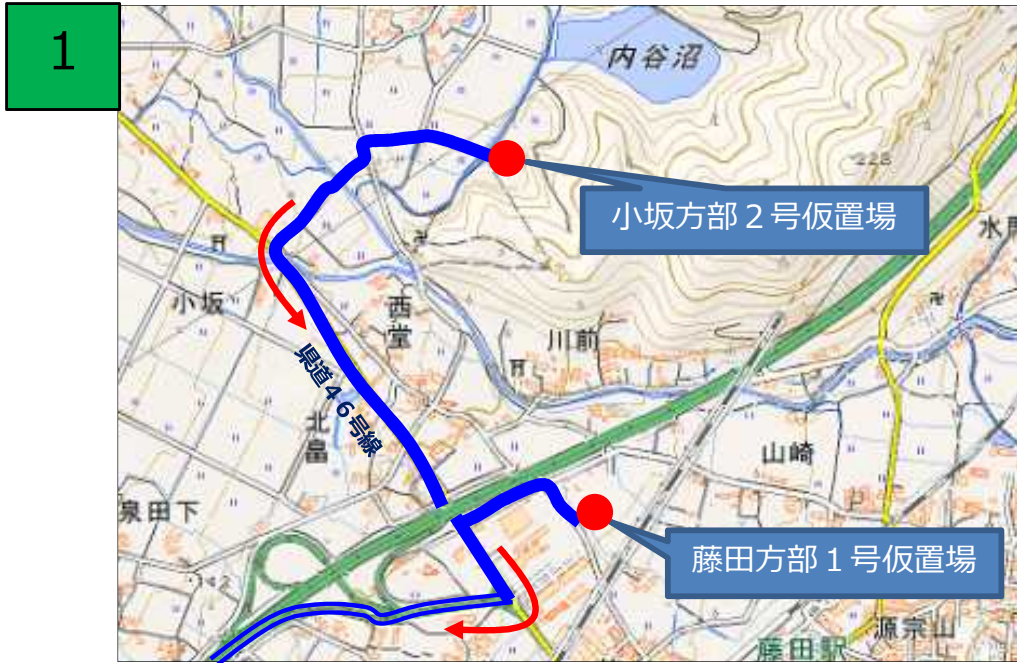 1
内谷沼
228
小坂方部２号仮置場
小坂
西堂
川前
県道４６号線
北畠
山崎
泉田下
藤田方部１号仮置場
源宗山
藤田駅